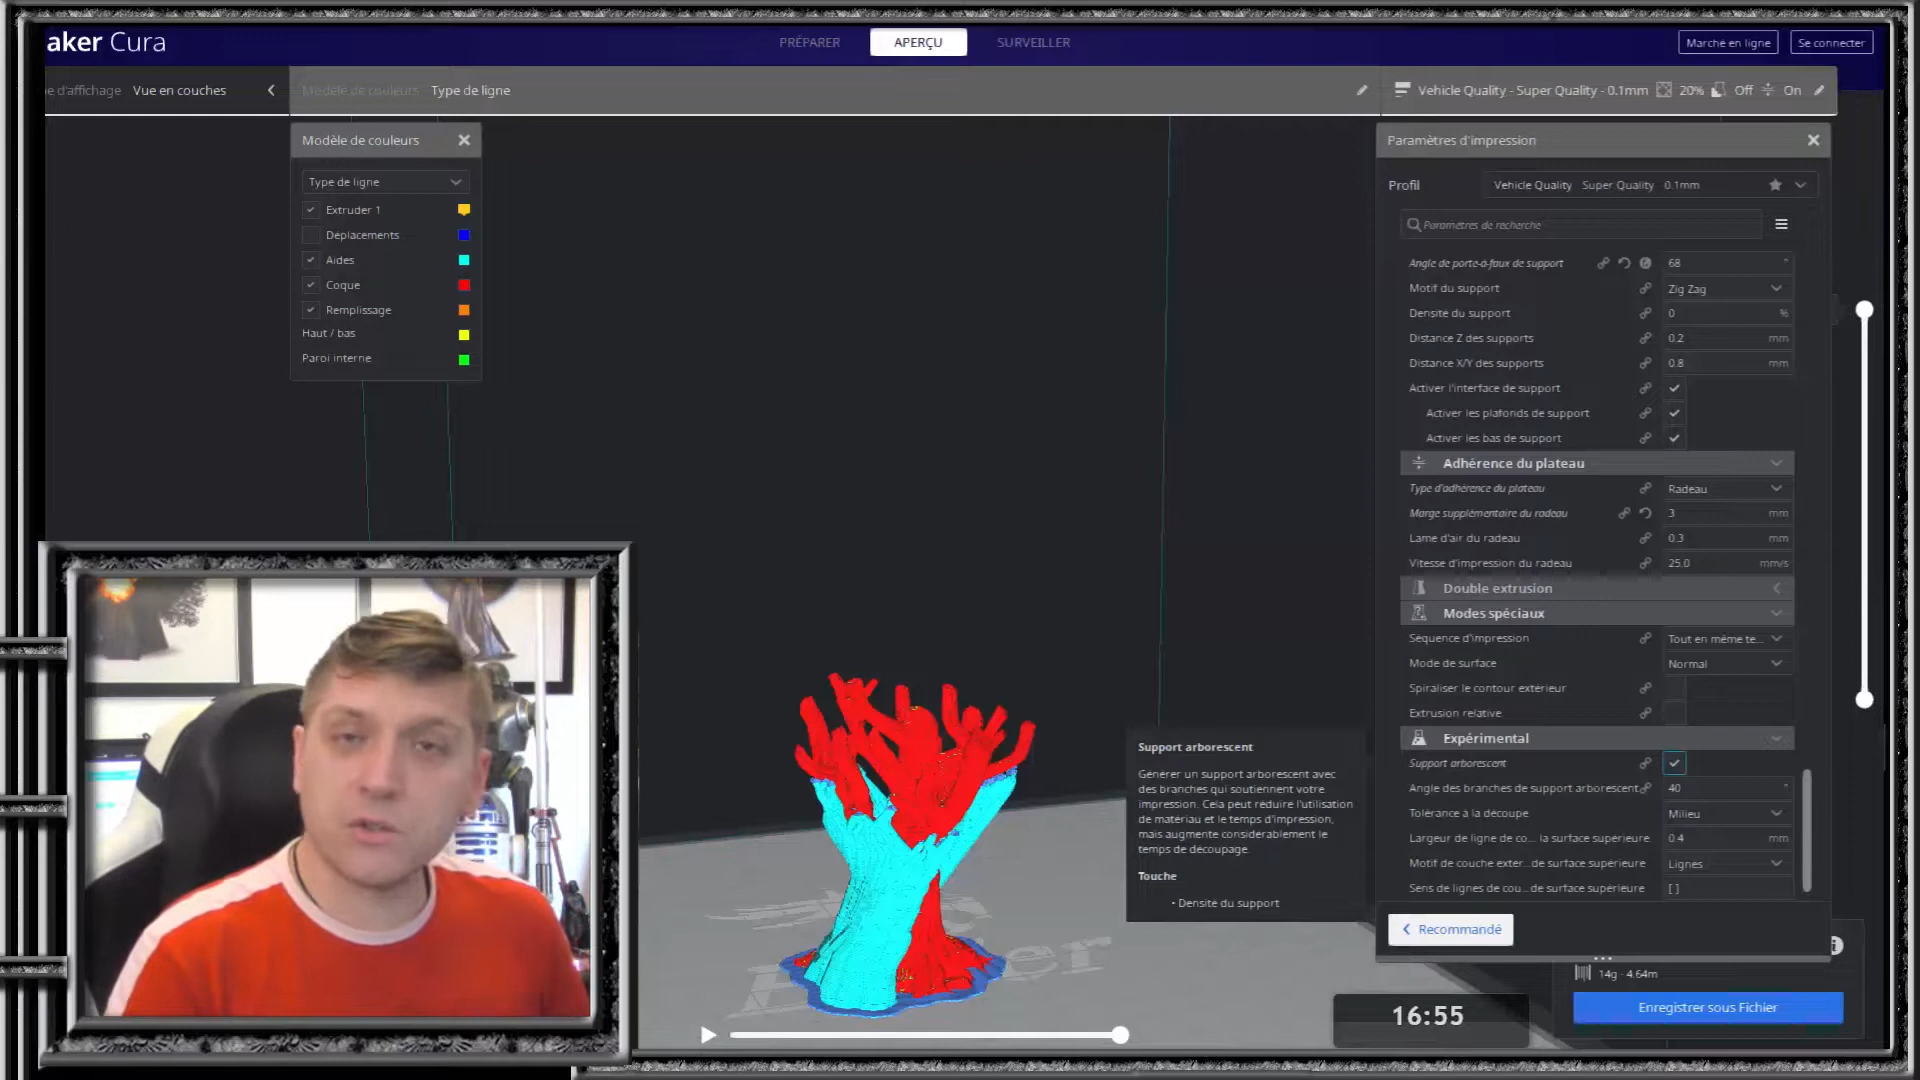 aker Cura
PRÉPARER
APERÇU
SURVEILLER
Marché en ligne
Se connecter
e d'affichage Vue en couches
Modèle de couleurs Type de ligne
Vehicle Quality - Super Quality - 0.1mm 20% Off On
Modèle de couleurs
Type de ligne
Extruder 1
Déplacements
Aides
Coque
Remplissage
Haut / bas
Paroi interne
Paramètres d'impression
Profil Vehicle Quality Super Quality 0.1mm
Paramètres de recherche
Angle de porte-à-faux de support 68 °
Motif du support Zig Zag
Densité du support 0 %
Distance Z des supports 0.2 mm
Distance X/Y des supports 0.8 mm
Activer l'interface de support
Activer les plafonds de support
Activer les bas de support
Adhérence du plateau
Type d'adhérence du plateau Radeau
Marge supplémentaire du radeau 3 mm
Lame d'air du radeau 0.3 mm
Vitesse d'impression du radeau 25.0 mm/s
Double extrusion
Modes spéciaux
Séquence d'impression Tout en même te...
Mode de surface Normal
Spiraliser le contour extérieur
Extrusion relative
Expérimental
Support arborescent
Angle des branches de support arborescent 40 °
Tolérance à la découpe Milieu
Largeur de ligne de co... la surface supérieure 0.4 mm
Motif de couche exter...de surface supérieure Lignes
Sens de lignes de cou...de surface supérieure [ ]
Recommandé
Support arborescent
Générer un support arborescent avec
des branches qui soutiennent votre
impression. Cela peut réduire l'utilisation
de matériau et le temps d'impression,
mais augmente considérablement le
temps de découpage.
Touche
• Densité du support
14g · 4.64m
Enregistrer sous Fichier
16:55